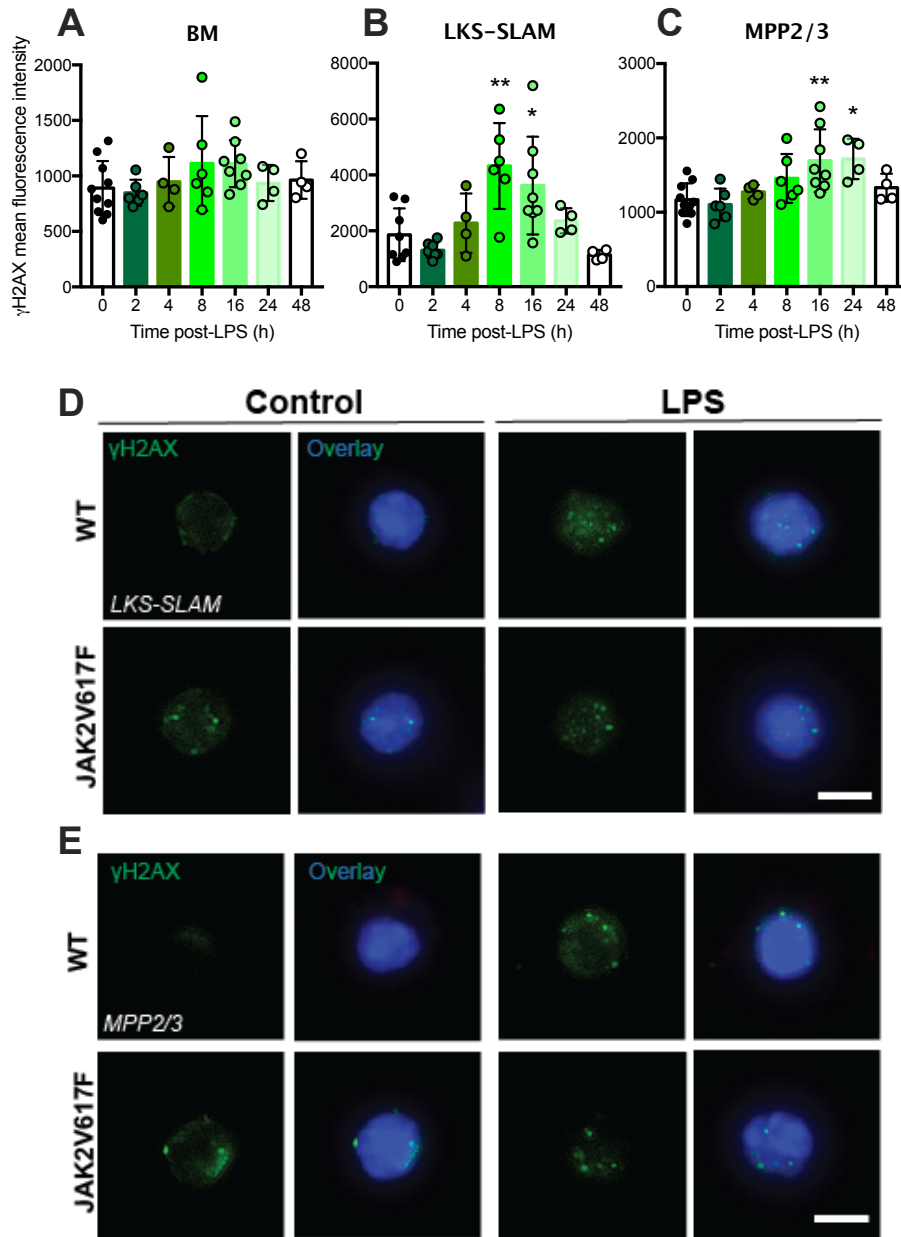 A
BM
γH2AX mean fluorescence intensity
2000
1500
1000
500
0
0 2 4 8 16 24 48
Time post-LPS (h)
B
LKS-SLAM
8000
6000
4000
2000
0
** *
0 2 4 8 16 24 48
Time post-LPS (h)
C
MPP2/3
3000
2000
1000
0
** *
0 2 4 8 16 24 48
Time post-LPS (h)
D
Control LPS
WT
γH2AX Overlay
LKS-SLAM
JAK2V617F
E
WT
γH2AX Overlay
MPP2/3
JAK2V617F